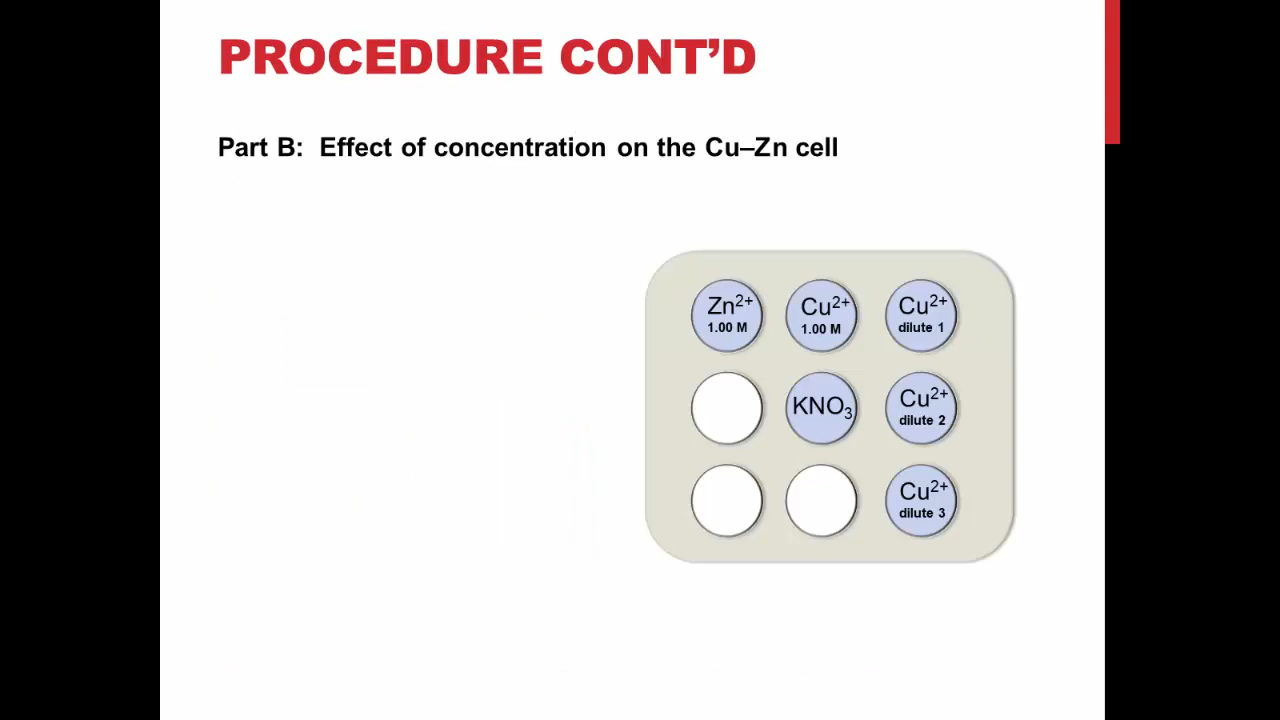 PROCEDURE CONT’D
Part B:  Effect of concentration on the Cu–Zn cell
Zn²⁺
1.00 M
Cu²⁺
1.00 M
Cu²⁺
dilute 1
KNO₃
Cu²⁺
dilute 2
Cu²⁺
dilute 3